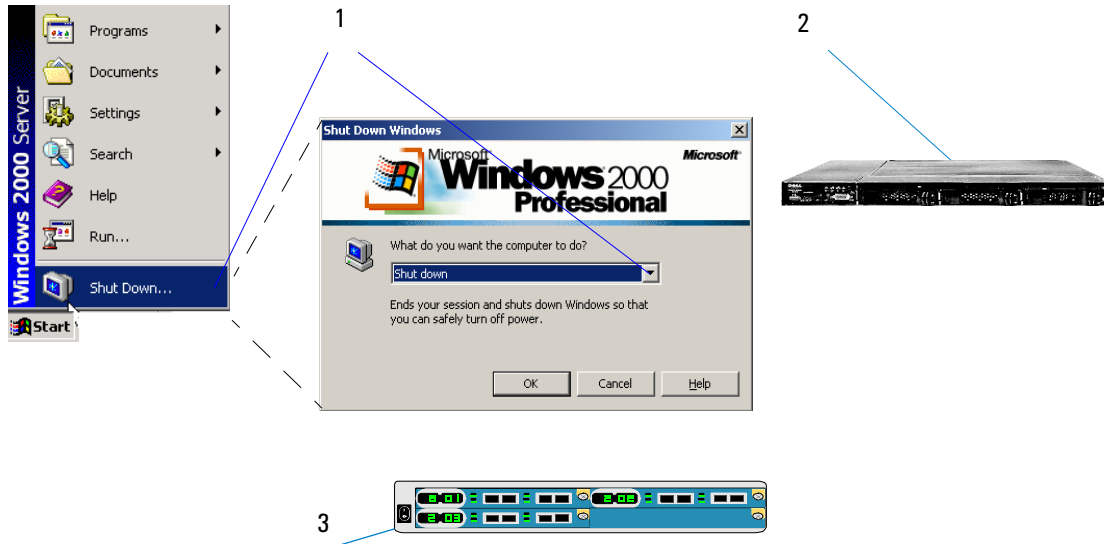 1
2
Windows 2000 Server
Programs
Documents
Settings
Search
Help
Run...
Shut Down...
Start
Shut Down Windows
Microsoft
Microsoft
Windows 2000
Professional
What do you want the computer to do?
Shut down
Ends your session and shuts down Windows so that
you can safely turn off power.
OK Cancel Help
DELL
3